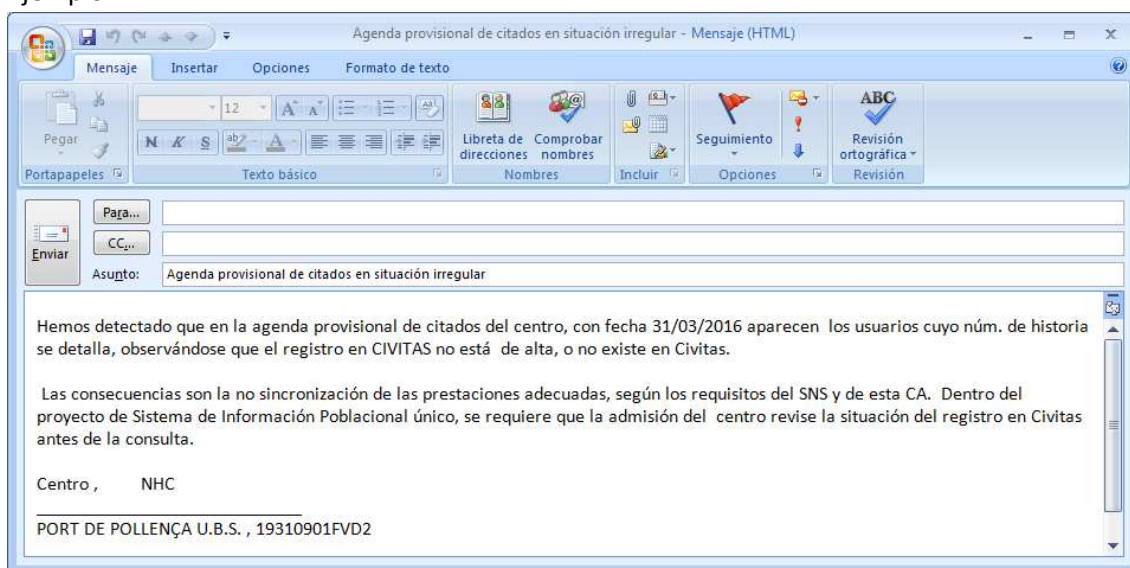 Agenda provisional de citados en situación irregular - Mensaje (HTML)
Mensaje Insertar Opciones Formato de texto
Pegar
12
N K S
Libreta de direcciones
Comprobar nombres
Seguimiento
ABC
Revisión ortográfica
Portapapeles Texto básico Nombres Incluir Opciones Revisión
Enviar
Para...
CC...
Asunto: Agenda provisional de citados en situación irregular
Hemos detectado que en la agenda provisional de citados del centro, con fecha 31/03/2016 aparecen los usuarios cuyo núm. de historia
se detalla, observándose que el registro en CIVITAS no está de alta, o no existe en Civitas.
Las consecuencias son la no sincronización de las prestaciones adecuadas, según los requisitos del SNS y de esta CA. Dentro del
proyecto de Sistema de Información Poblacional único, se requiere que la admisión del centro revise la situación del registro en Civitas
antes de la consulta.
Centro , NHC
PORT DE POLLENÇA U.B.S. , 19310901FVD2